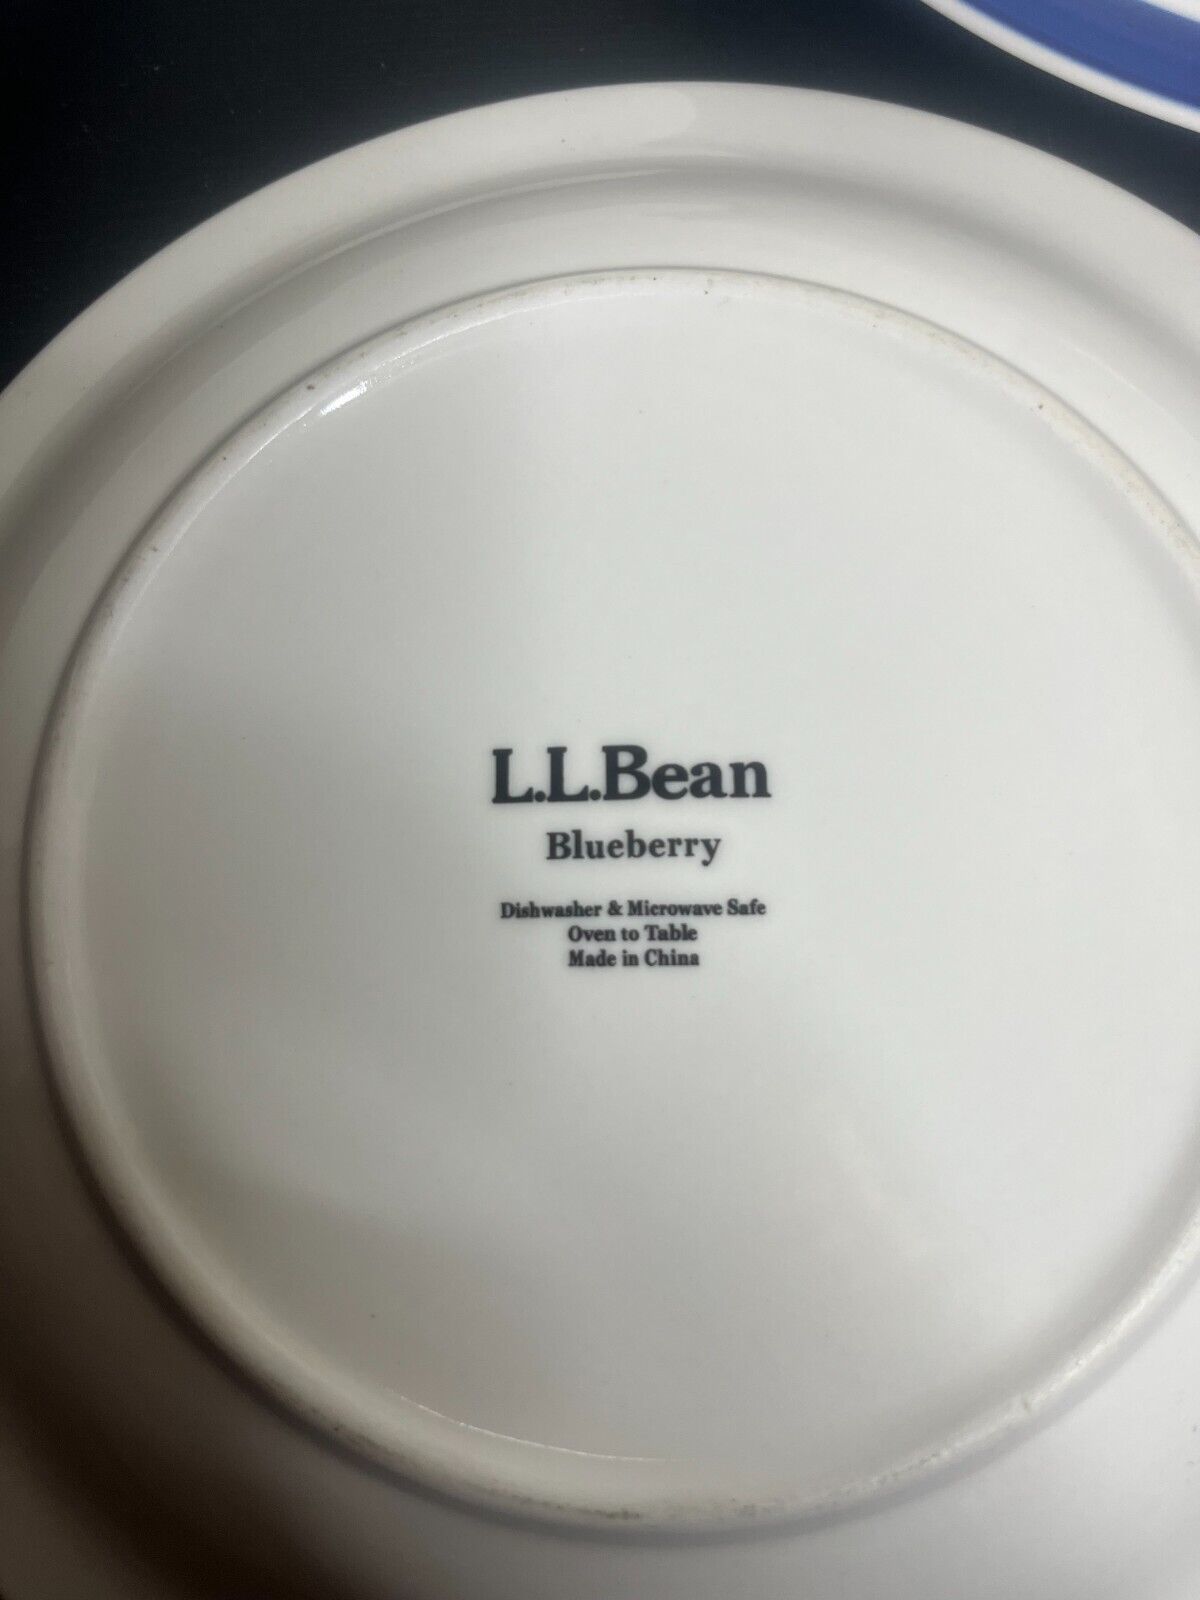 L.L.Bean
Blueberry
Dishwasher & Microwave Safe
Oven to Table
Made in China